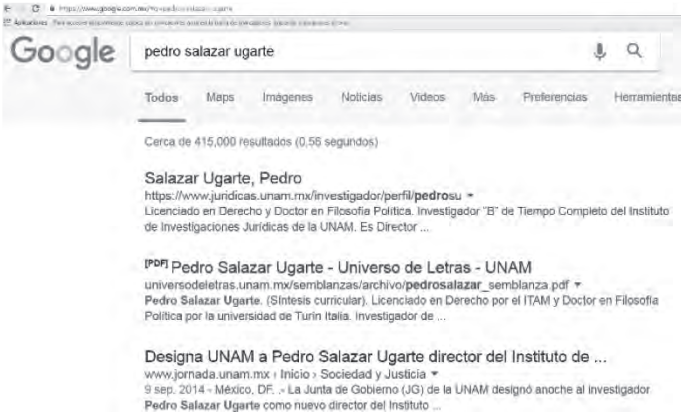 Google
pedro salazar ugarte
Todos Maps Imágenes Noticias Videos Más Preferencias Herramientas
Cerca de 415,000 resultados (0.56 segundos)
Salazar Ugarte, Pedro
https://www.juridicas.unam.mx/investigador/perfil/pedrosu
Licenciado en Derecho y Doctor en Filosofía Política. Investigador "B" de Tiempo Completo del Instituto
de Investigaciones Jurídicas de la UNAM. Es Director ...
[PDF] Pedro Salazar Ugarte - Universo de Letras - UNAM
universodeletras.unam.mx/semblanzas/archivo/pedrosalazar_semblanza.pdf
Pedro Salazar Ugarte. (Síntesis curricular). Licenciado en Derecho por el ITAM y Doctor en Filosofía
Política por la universidad de Turín Italia. Investigador de ...
Designa UNAM a Pedro Salazar Ugarte director del Instituto de ...
www.jornada.unam.mx › Inicio › Sociedad y Justicia
9 sep. 2014 - México, DF. .- La Junta de Gobierno (JG) de la UNAM designó anoche al investigador
Pedro Salazar Ugarte como nuevo director del Instituto ...